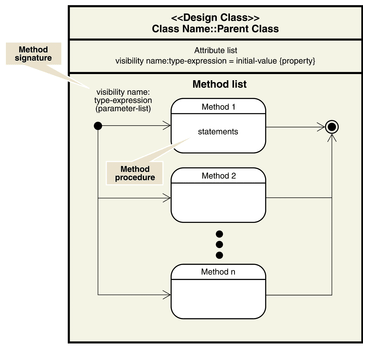 <<Design Class>>
Class Name::Parent Class
Attribute list
visibility name:type-expression = initial-value {property}
Method
signature
Method list
visibility name:
type-expression
(parameter-list)
Method 1
statements
Method
procedure
Method 2
Method n